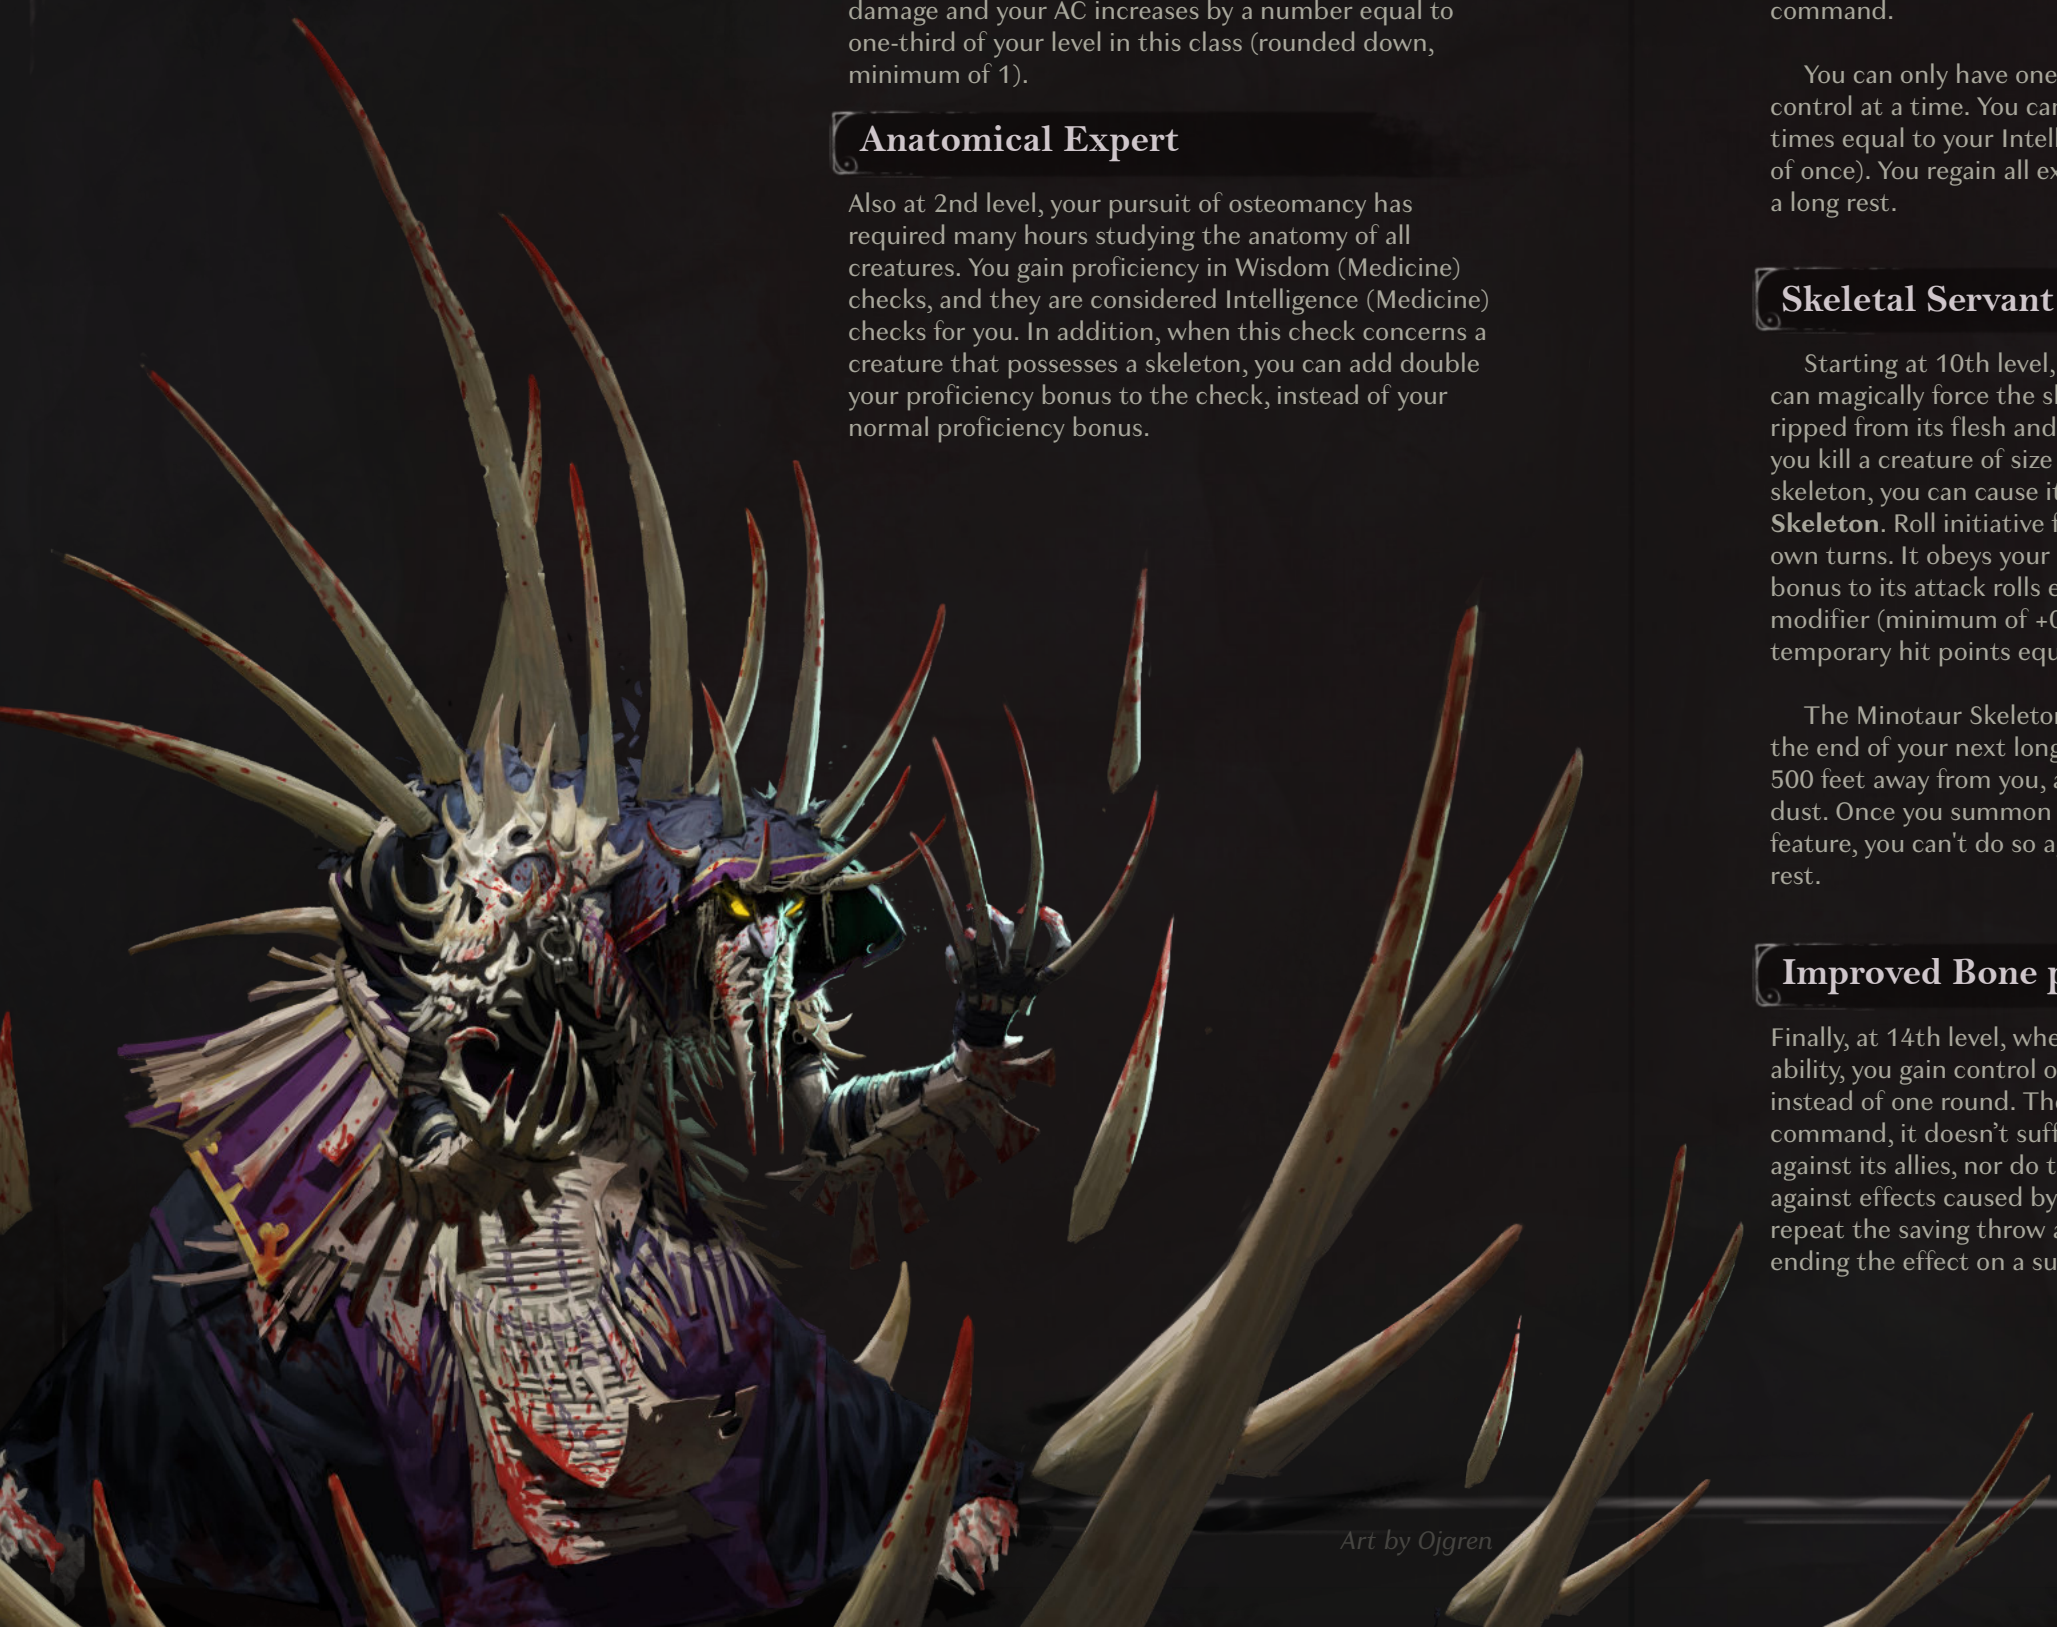 damage and your AC increases by a number equal to
one-third of your level in this class (rounded down,
minimum of 1).
Anatomical Expert
Also at 2nd level, your pursuit of osteomancy has
required many hours studying the anatomy of all
creatures. You gain proficiency in Wisdom (Medicine)
checks, and they are considered Intelligence (Medicine)
checks for you. In addition, when this check concerns a
creature that possesses a skeleton, you can add double
your proficiency bonus to the check, instead of your
normal proficiency bonus.
Art by Ojgren
command.
You can only have one
control at a time. You
times equal to your
of once). You regain all
a long rest.
Skeletal Servant
Starting at 10th level,
can magically force the
ripped from its flesh and
you kill a creature of size
skeleton, you can cause
Skeleton. Roll initiative
own turns. It obeys your
bonus to its attack rolls
modifier (minimum of
temporary hit points
The Minotaur
the end of your next
500 feet away from you,
dust. Once you summon
feature, you can't do so
rest.
Improved Bone
Finally, at 14th level,
ability, you gain control
instead of one round.
command, it doesn't
against its allies, nor do
against effects caused by
repeat the saving throw
ending the effect on a